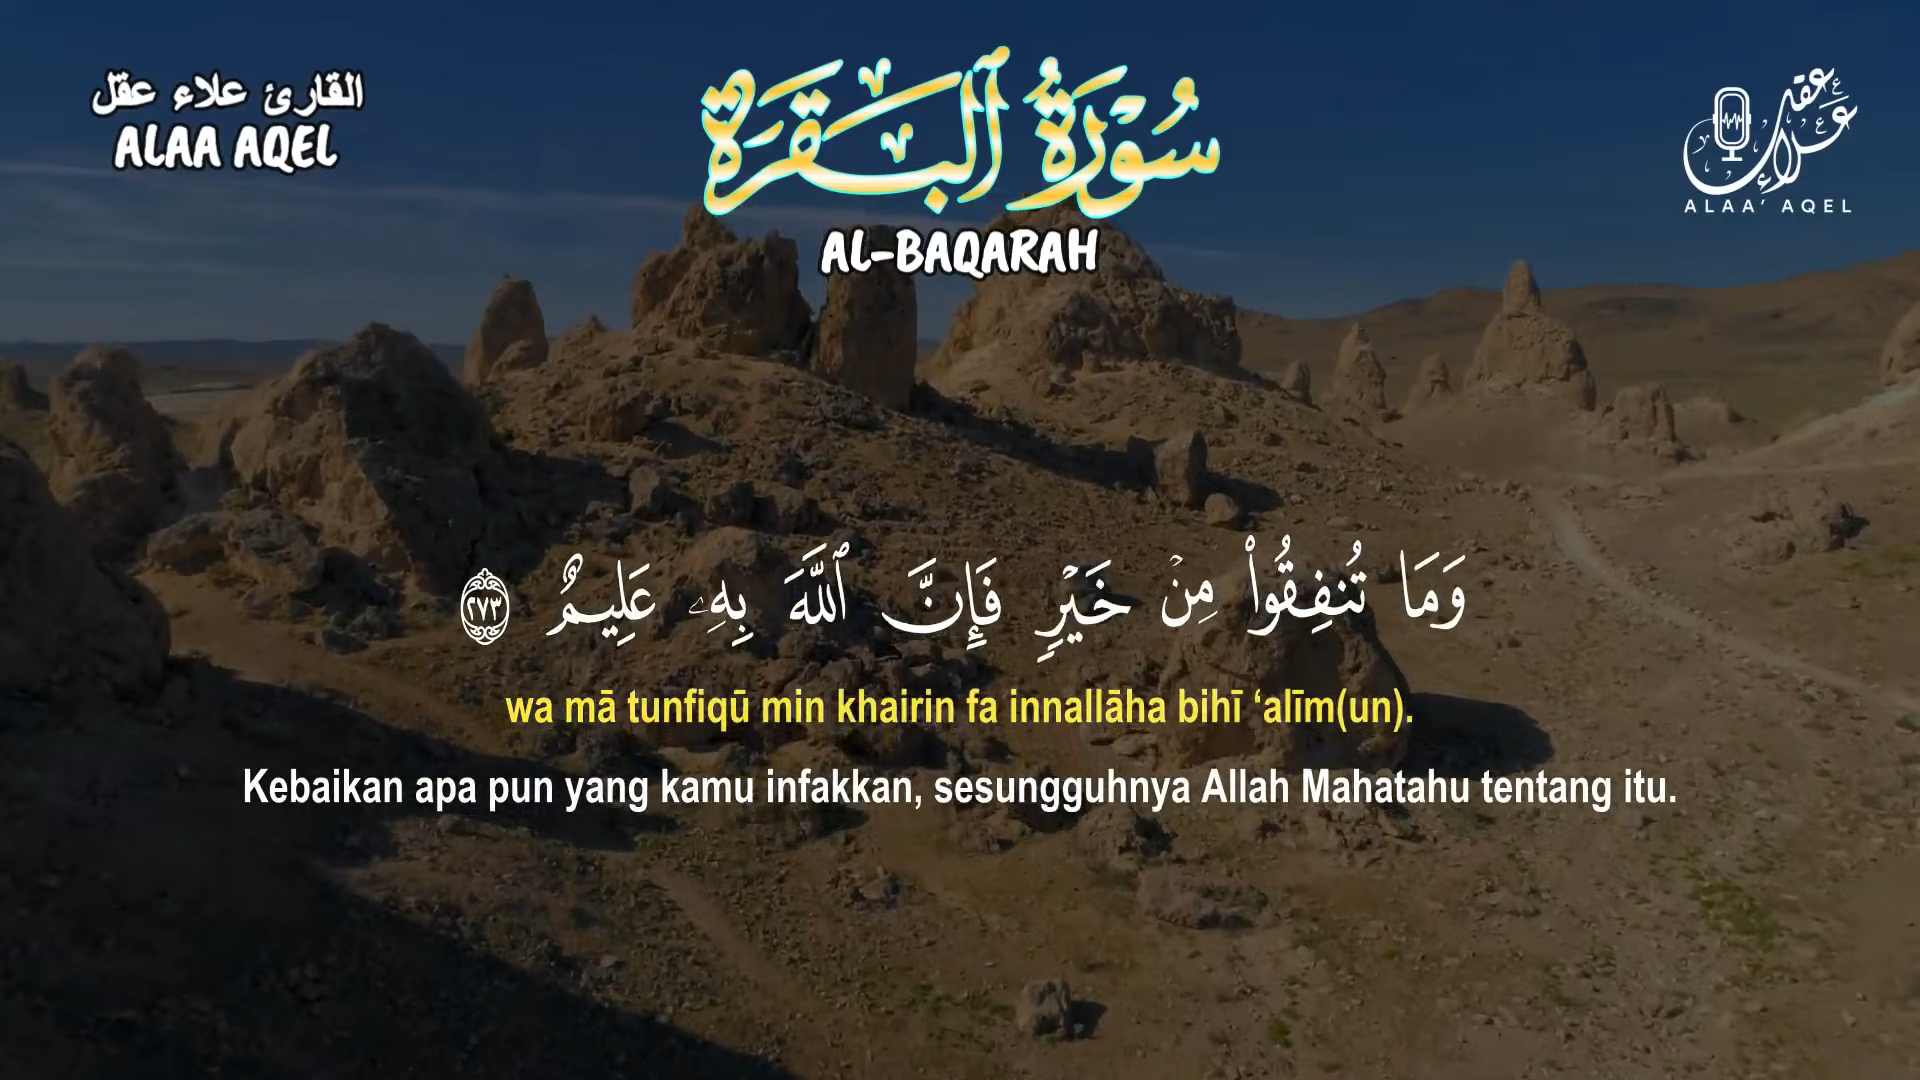 القارئ علاء عقل
ALAA AQEL
سُورَةُ ٱلْبَقَرَةِ
AL-BAQARAH
علاء عقل
ALAA' AQEL
وَمَا تُنفِقُوا۟ مِنْ خَيْرٍ فَإِنَّ ٱللَّهَ بِهِۦ عَلِيمٌ ٢٧٣
wa mā tunfiqū min khairin fa innallāha bihī ‘alīm(un).
Kebaikan apa pun yang kamu infakkan, sesungguhnya Allah Mahatahu tentang itu.